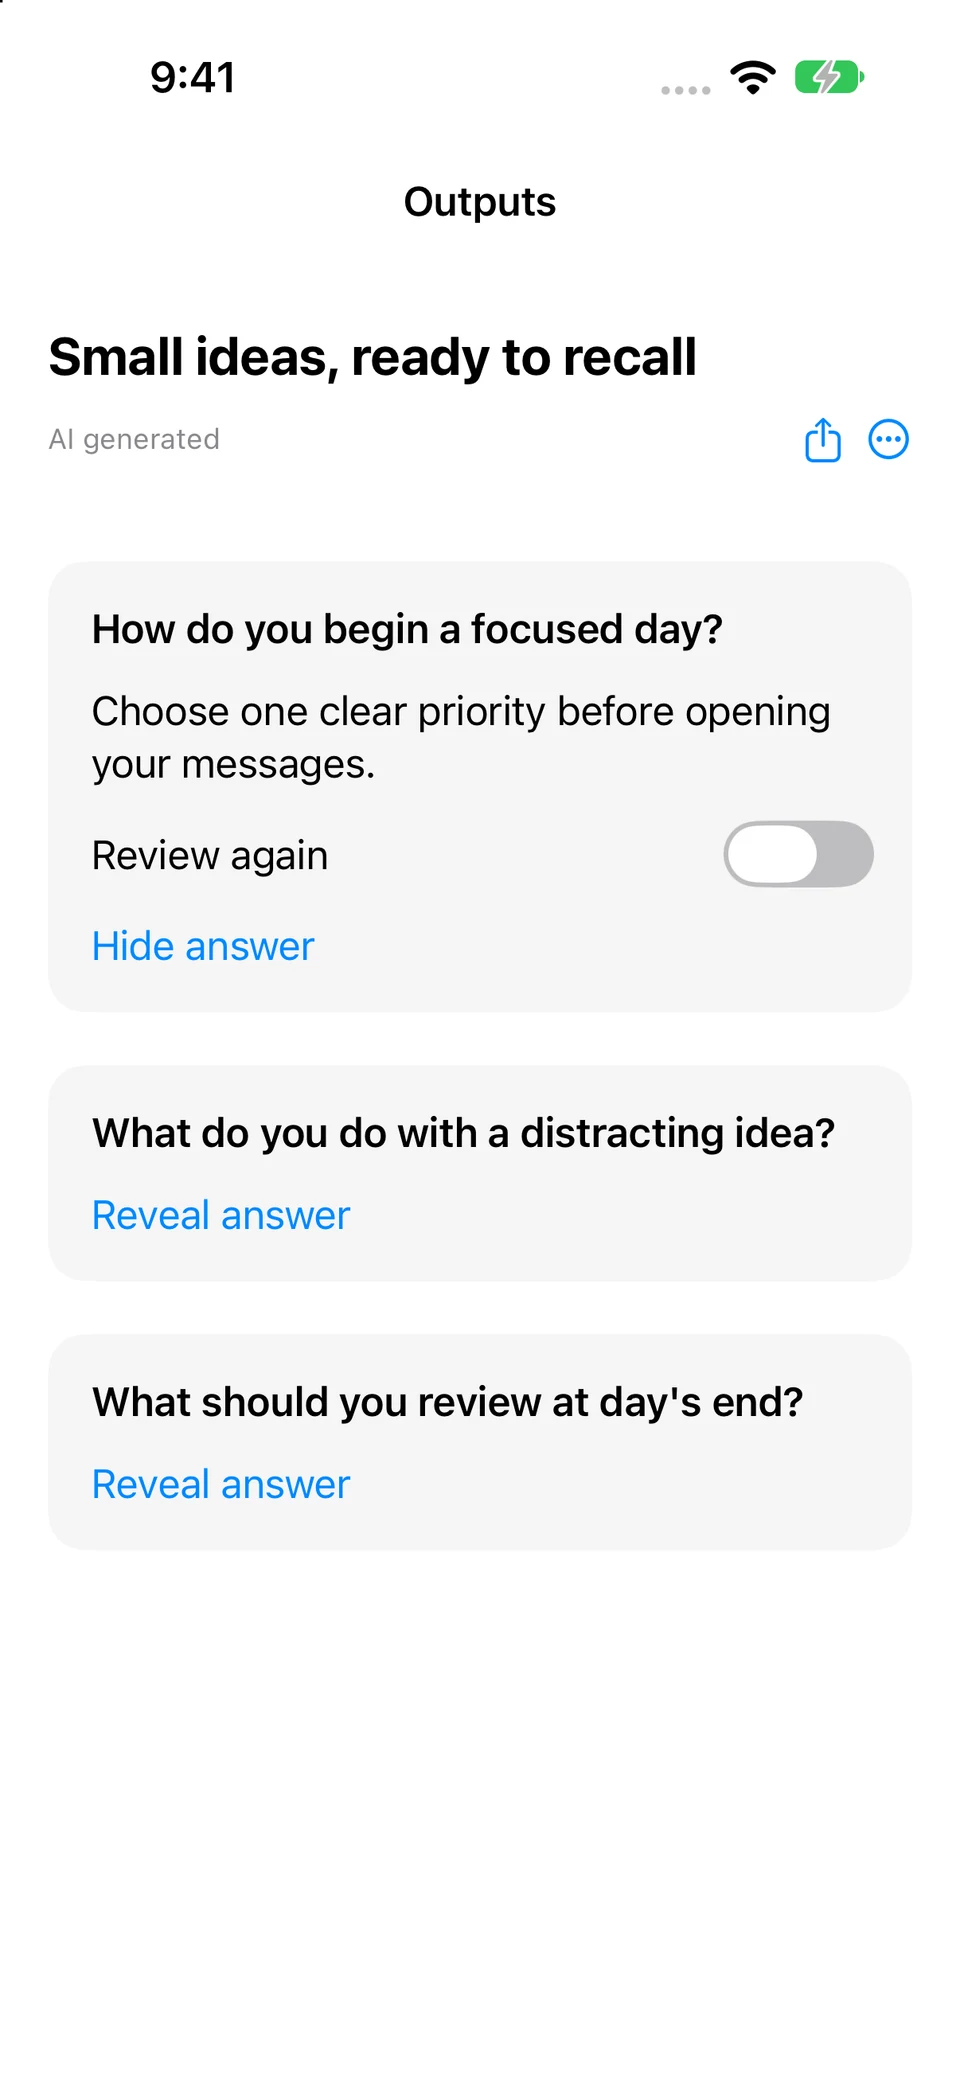 9:41
Outputs
Small ideas, ready to recall
AI generated
How do you begin a focused day?
Choose one clear priority before opening
your messages.
Review again
Hide answer
What do you do with a distracting idea?
Reveal answer
What should you review at day's end?
Reveal answer